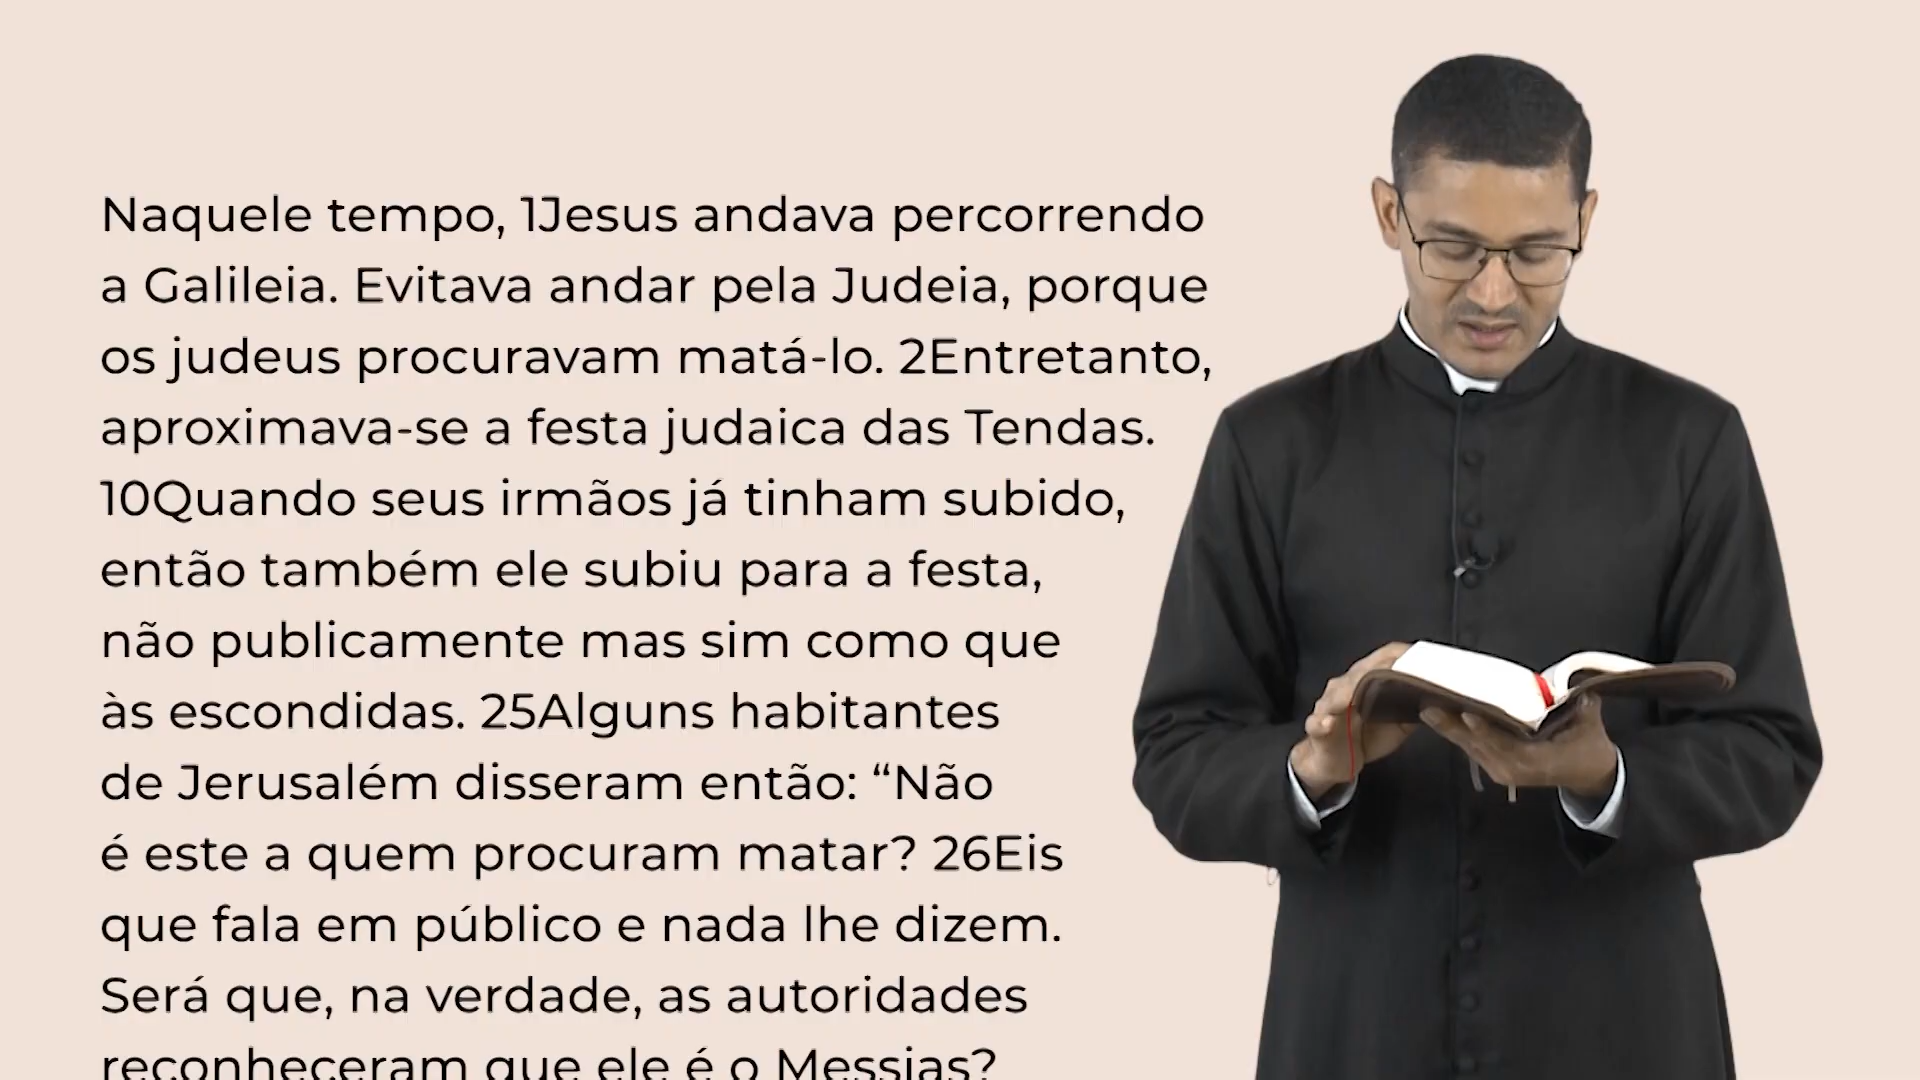 Naquele tempo, 1Jesus andava percorrendo
a Galileia. Evitava andar pela Judeia, porque
os judeus procuravam matá-lo. 2Entretanto,
aproximava-se a festa judaica das Tendas.
10Quando seus irmãos já tinham subido,
então também ele subiu para a festa,
não publicamente mas sim como que
às escondidas. 25Alguns habitantes
de Jerusalém disseram então: “Não
é este a quem procuram matar? 26Eis
que fala em público e nada lhe dizem.
Será que, na verdade, as autoridades
reconheceram que ele é o Messias?